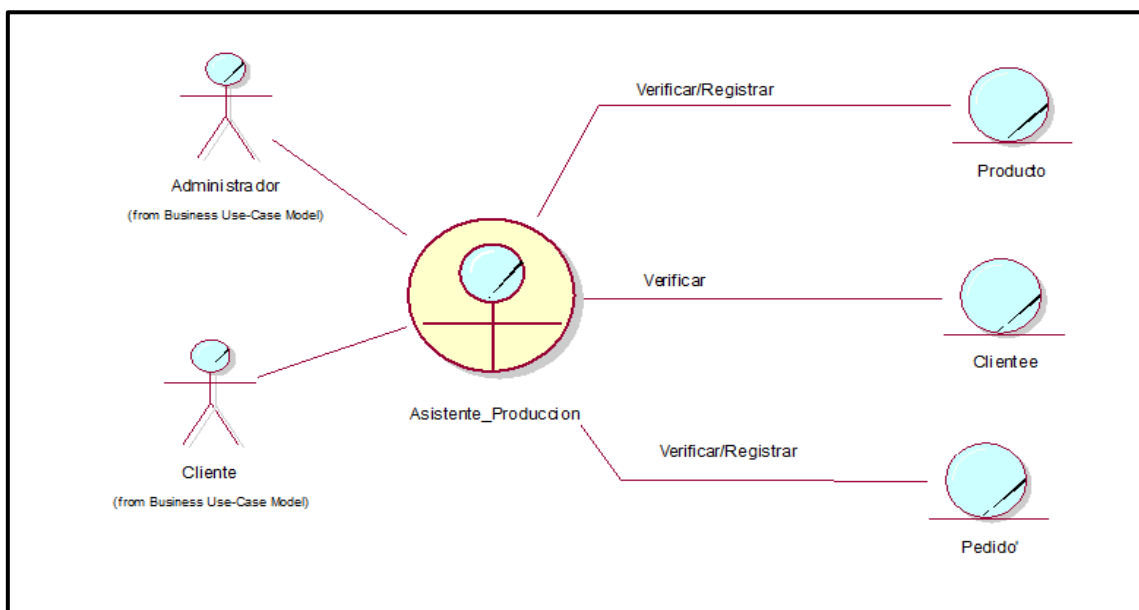 Verificar/Registrar
Administrador
(from Business Use-Case Model)
Producto
Verificar
Clientee
Asistente_Produccion
Cliente
(from Business Use-Case Model)
Verificar/Registrar
Pedido'